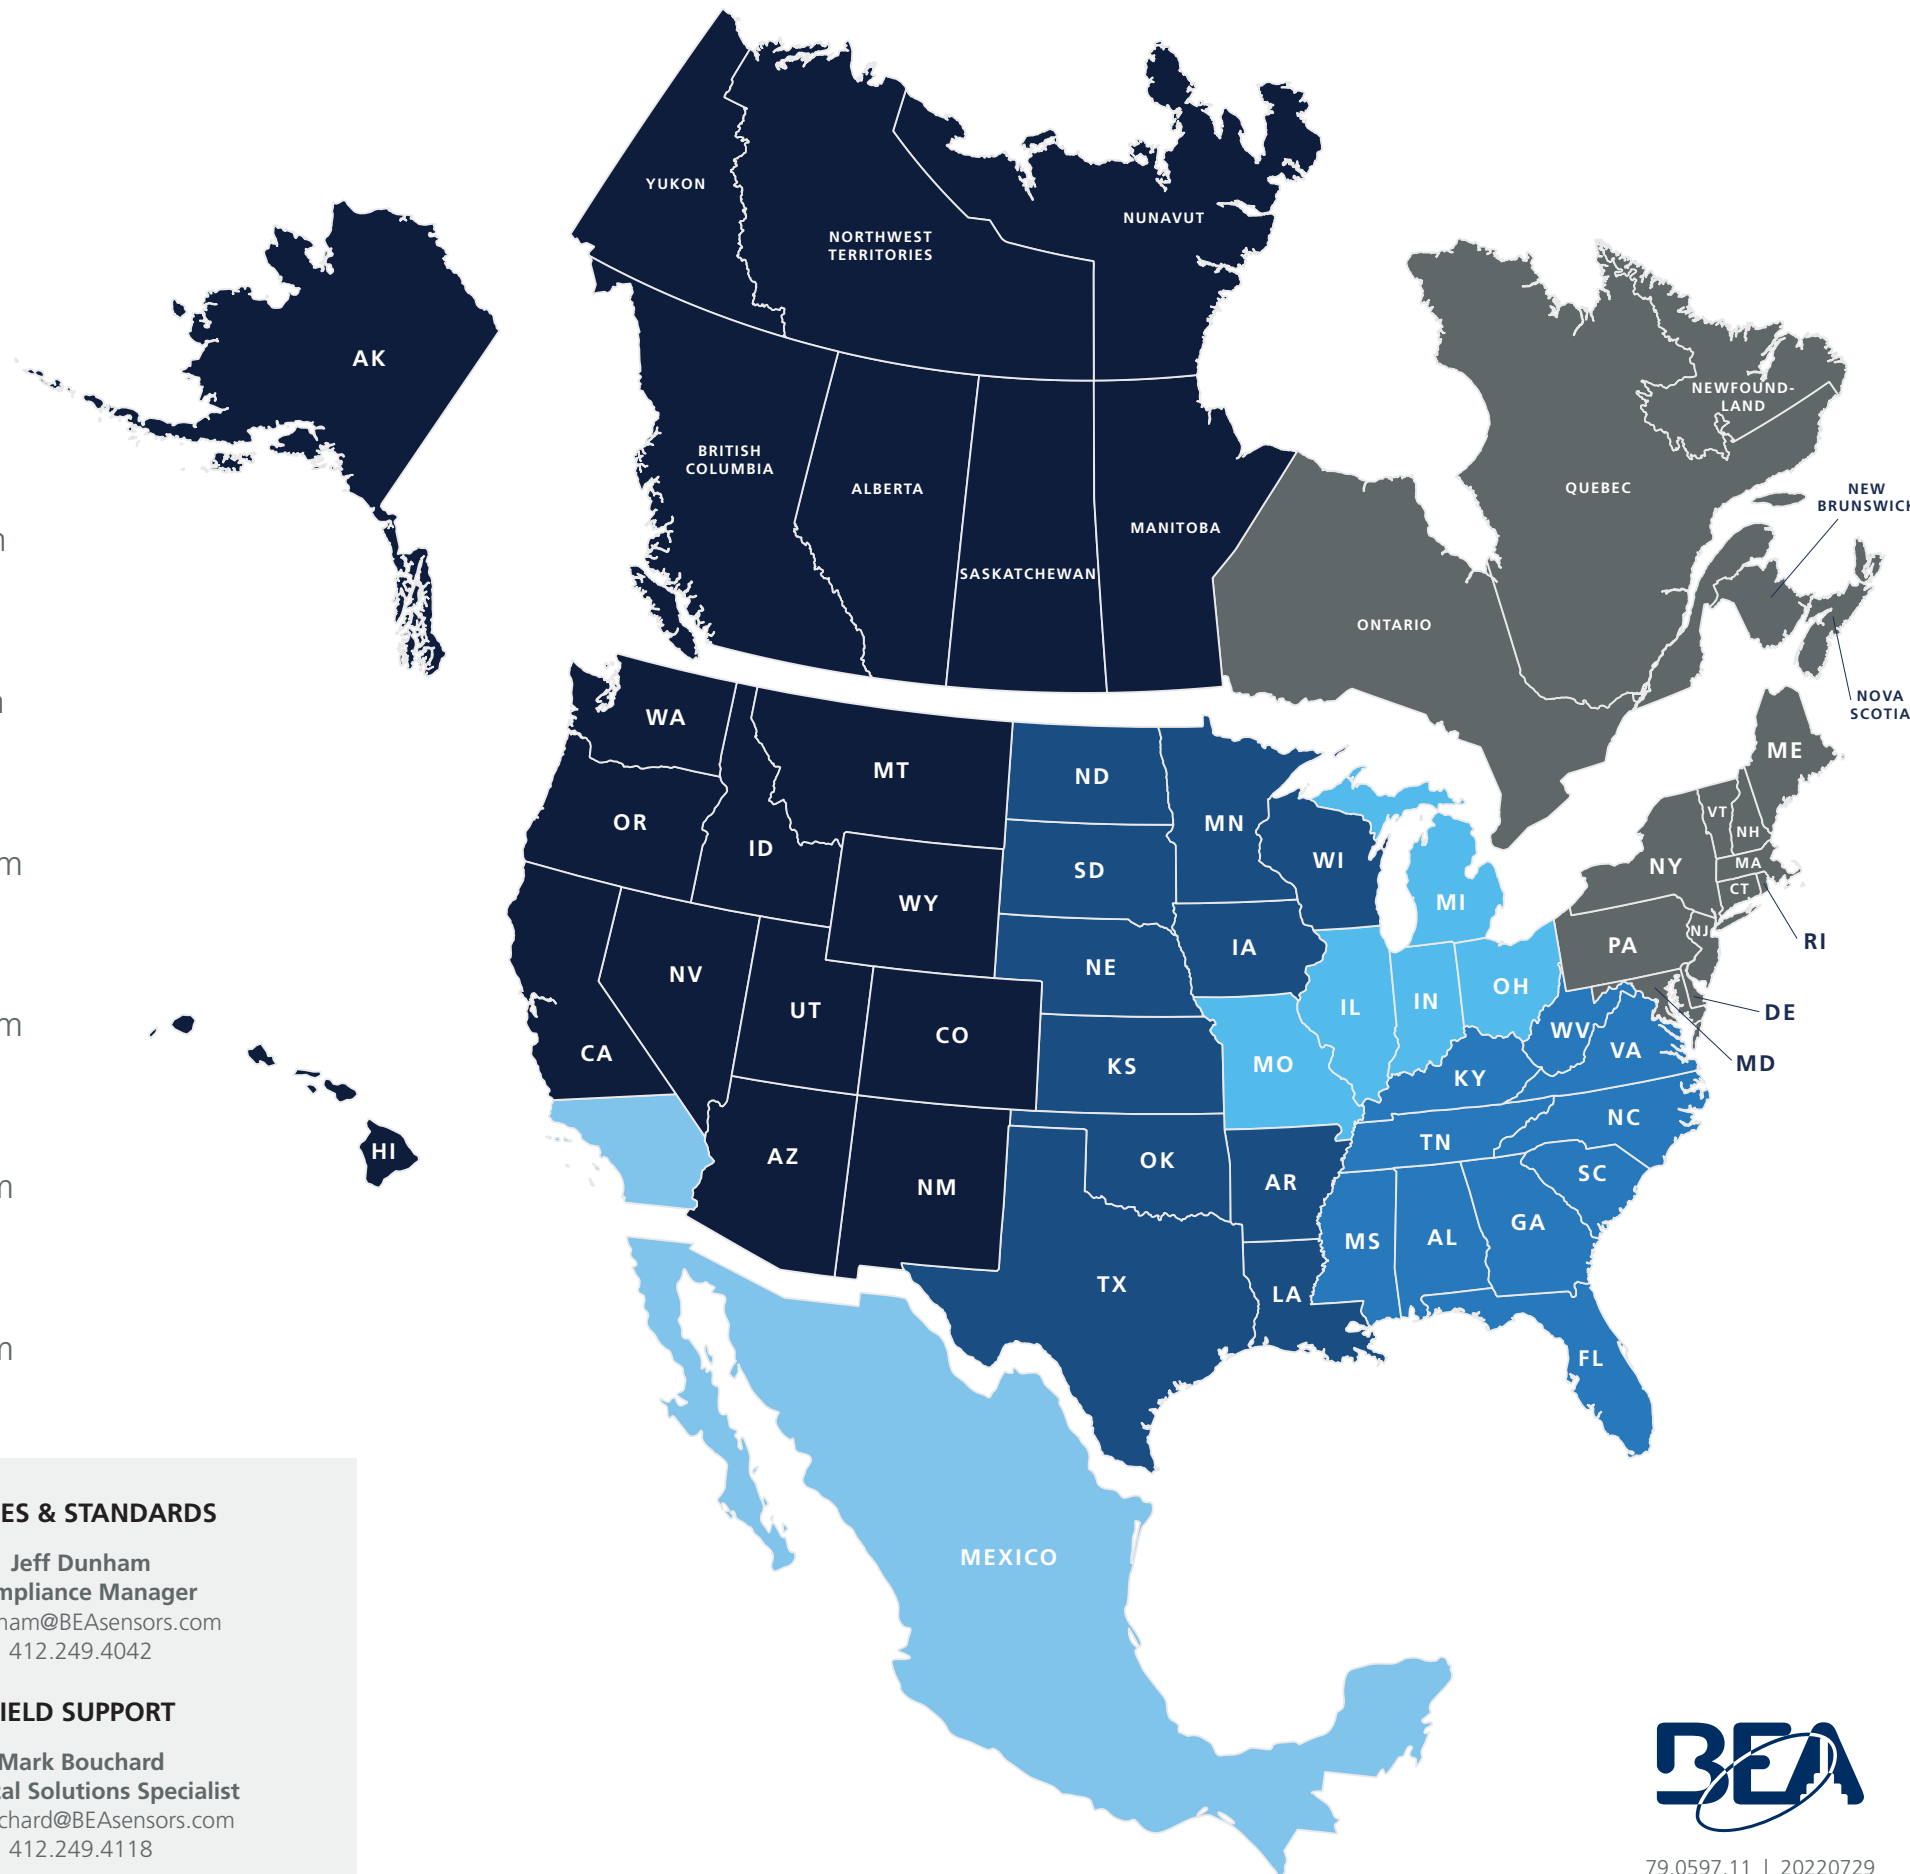 YUKON
NORTHWEST
TERRITORIES
NUNAVUT
AK
BRITISH
COLUMBIA
ALBERTA
SASKATCHEWAN
MANITOBA
ONTARIO
QUEBEC
NEWFOUND-
LAND
NEW
BRUNSWICK
NOVA
SCOTIA
m
m
m
m
m
m
WA
OR
ID
MT
WY
NV
UT
CO
CA
AZ
NM
HI
ND
SD
NE
KS
OK
TX
MN
IA
WI
AR
LA
MI
IL
IN
OH
MO
KY
WV
VA
TN
NC
SC
MS
AL
GA
FL
ME
VT
NH
NY
MA
CT
RI
PA
NJ
DE
MD
MEXICO
ES & STANDARDS
Jeff Dunham
mpliance Manager
ham@BEAsensors.com
412.249.4042
IELD SUPPORT
Mark Bouchard
cal Solutions Specialist
chard@BEAsensors.com
412.249.4118
BEA
79.0597.11 | 20220729